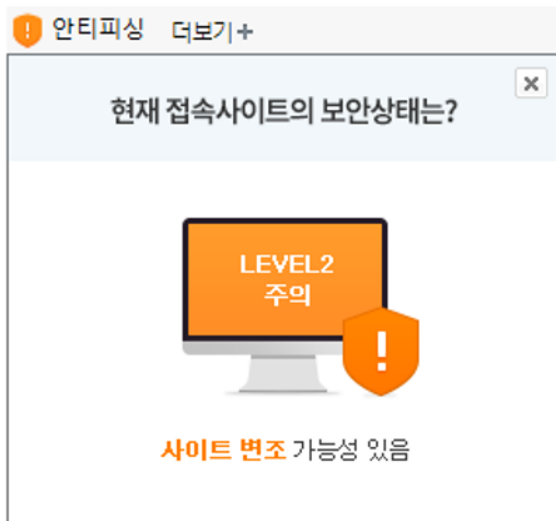 안티피싱 더보기+
현재 접속사이트의 보안상태는?
LEVEL2
주의
사이트 변조 가능성 있음